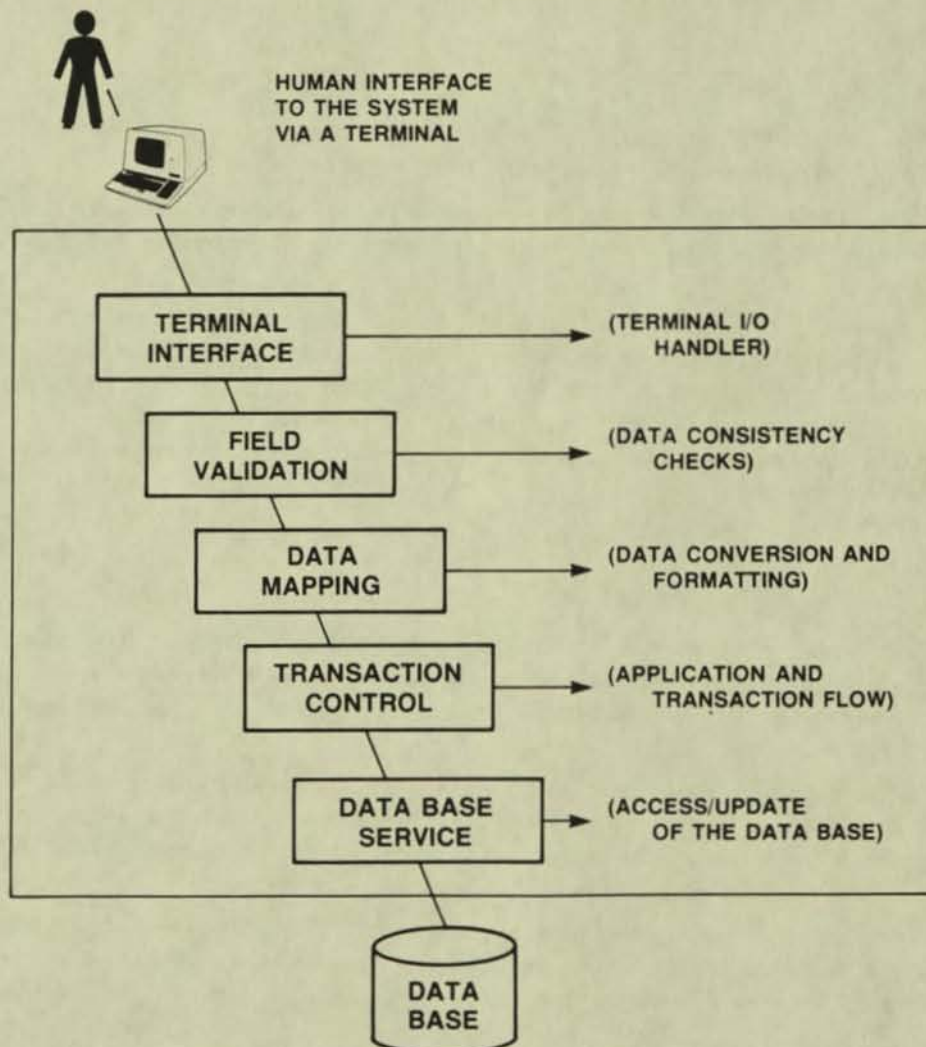 HUMAN INTERFACE
TO THE SYSTEM
VIA A TERMINAL
TERMINAL
INTERFACE
(TERMINAL I/O
HANDLER)
FIELD
VALIDATION
(DATA CONSISTENCY
CHECKS)
DATA
MAPPING
(DATA CONVERSION AND
FORMATTING)
TRANSACTION
CONTROL
(APPLICATION AND
TRANSACTION FLOW)
DATA BASE
SERVICE
(ACCESS/UPDATE
OF THE DATA BASE)
DATA
BASE